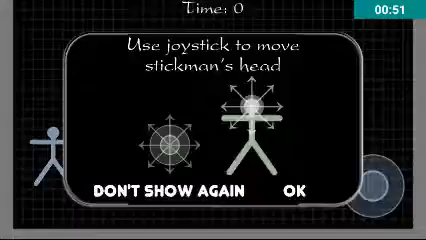 Time: 0
00:51
Use joystick to move
stickman's head
DON'T SHOW AGAIN
OK